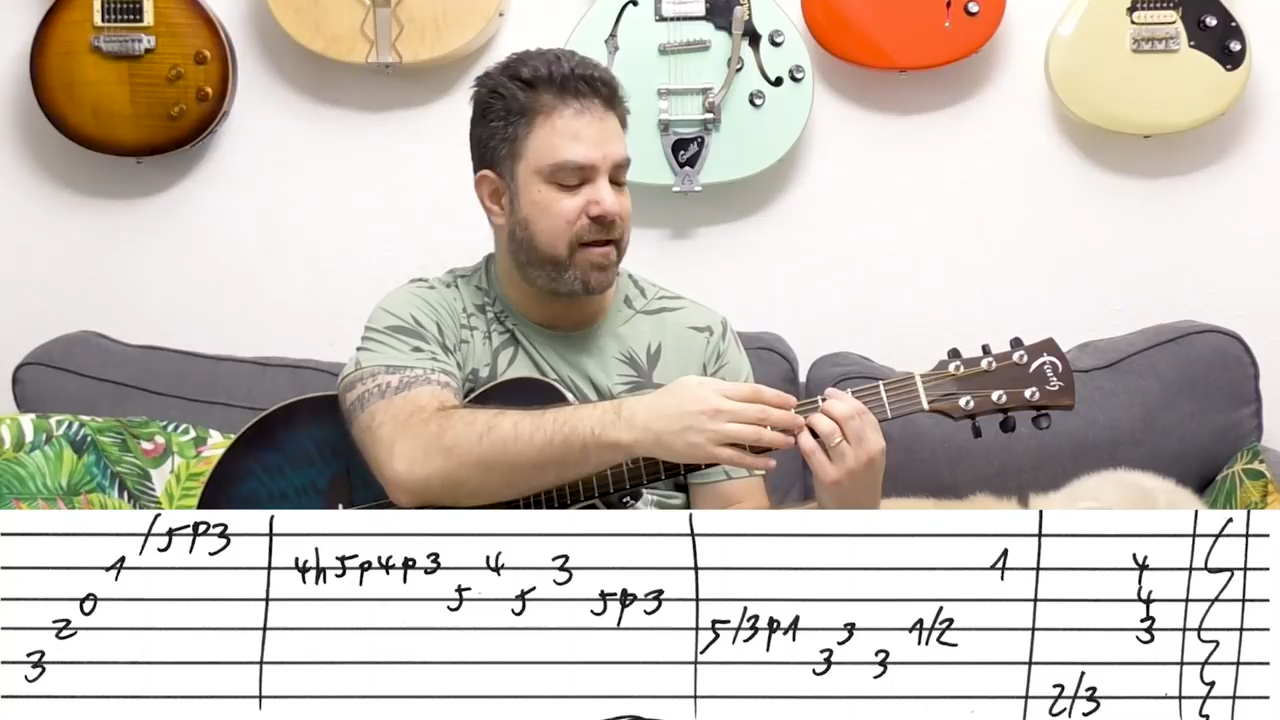 Guild
G
/5p3
1 4h5p4p3 4 3 1 4
0 5 5 5p3 4
2 5/3p1 3 1/2 3
3 3 3
2/3